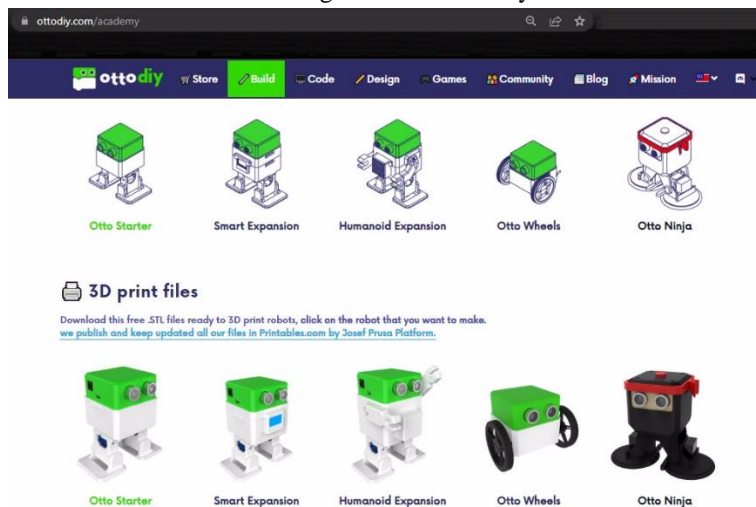 ottodiy.com/academy
ottodiy Store Build Code Design Games Community Blog Mission
Otto Starter Smart Expansion Humanoid Expansion Otto Wheels Otto Ninja
3D print files
Download this free .STL files ready to 3D print robots, click on the robot that you want to make.
we publish and keep updated all our files in Printables.com by Josef Prusa Platform.
Otto Starter Smart Expansion Humanoid Expansion Otto Wheels Otto Ninja